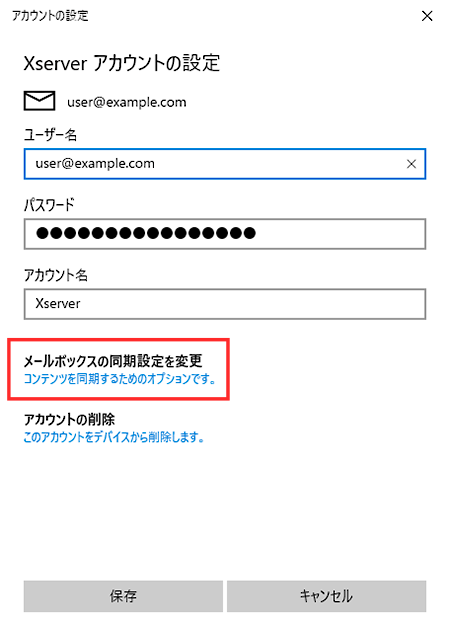 アカウントの設定
Xserver アカウントの設定
user@example.com
ユーザー名
user@example.com
パスワード
●●●●●●●●●●●●●●●●
アカウント名
Xserver
メールボックスの同期設定を変更
コンテンツを同期するためのオプションです。
アカウントの削除
このアカウントをデバイスから削除します。
保存
キャンセル